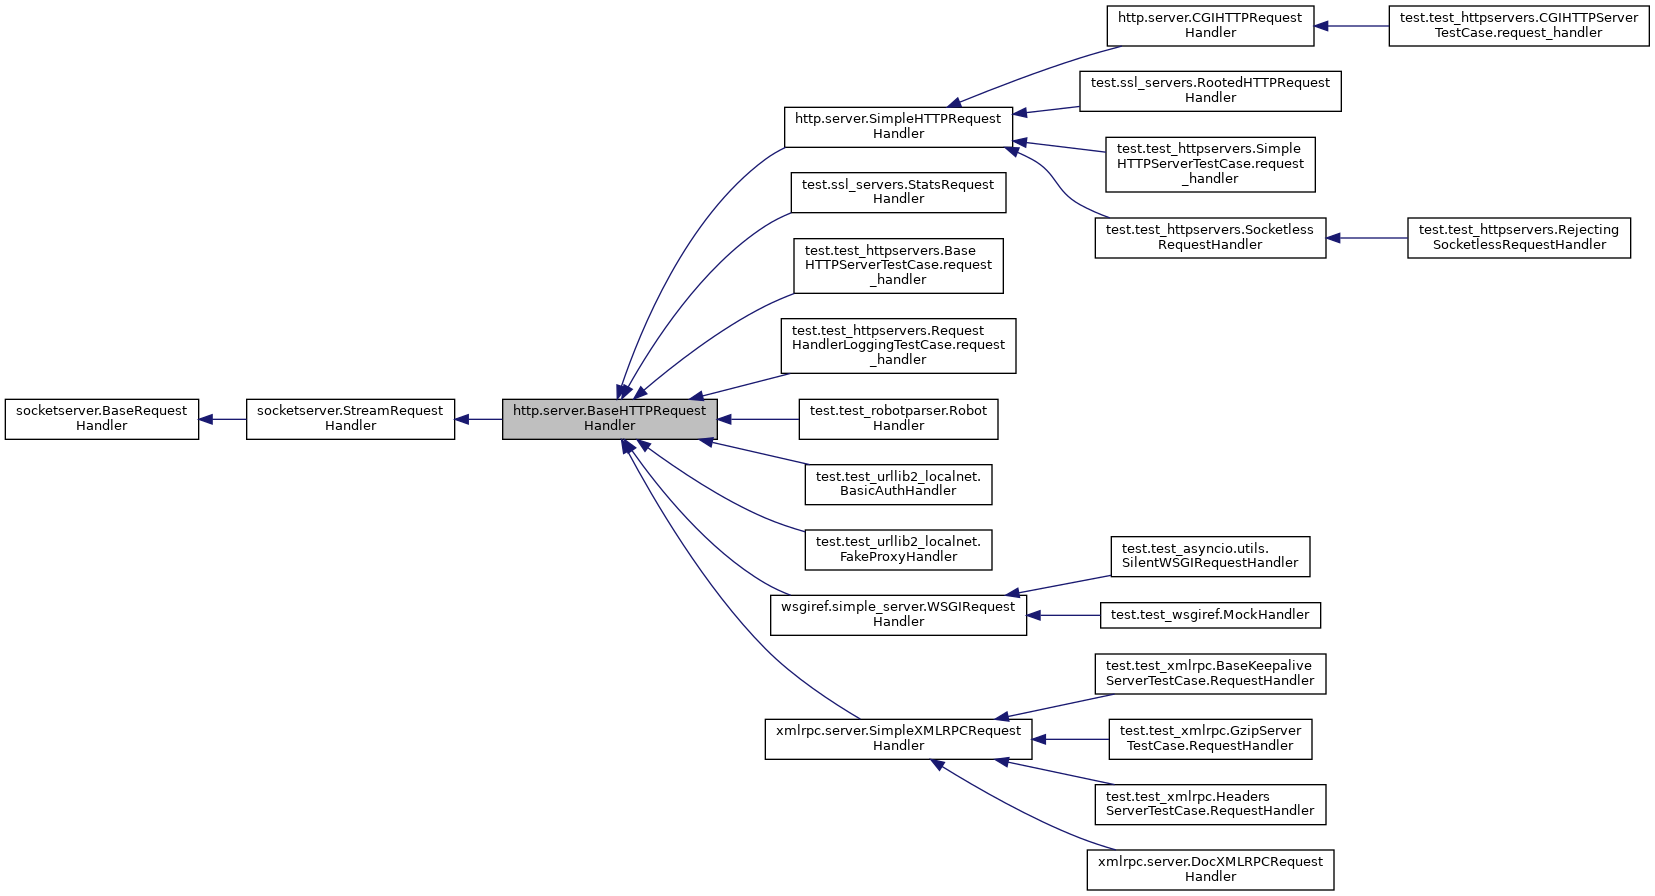 http.server.CGIHTTPRequest
Handler
test.test_httpservers.CGIHTTPServer
TestCase.request_handler
test.ssl_servers.RootedHTTPRequest
Handler
http.server.SimpleHTTPRequest
Handler
test.test_httpservers.Simple
HTTPServerTestCase.request
_handler
test.ssl_servers.StatsRequest
Handler
test.test_httpservers.Socketless
RequestHandler
test.test_httpservers.Rejecting
SocketlessRequestHandler
test.test_httpservers.Base
HTTPServerTestCase.request
_handler
test.test_httpservers.Request
HandlerLoggingTestCase.request
_handler
socketserver.BaseRequest
Handler
socketserver.StreamRequest
Handler
http.server.BaseHTTPRequest
Handler
test.test_robotparser.Robot
Handler
test.test_urllib2_localnet.
BasicAuthHandler
test.test_urllib2_localnet.
FakeProxyHandler
test.test_asyncio.utils.
SilentWSGIRequestHandler
wsgiref.simple_server.WSGIRequest
Handler
test.test_wsgiref.MockHandler
test.test_xmlrpc.BaseKeepalive
ServerTestCase.RequestHandler
xmlrpc.server.SimpleXMLRPCRequest
Handler
test.test_xmlrpc.GzipServer
TestCase.RequestHandler
test.test_xmlrpc.Headers
ServerTestCase.RequestHandler
xmlrpc.server.DocXMLRPCRequest
Handler